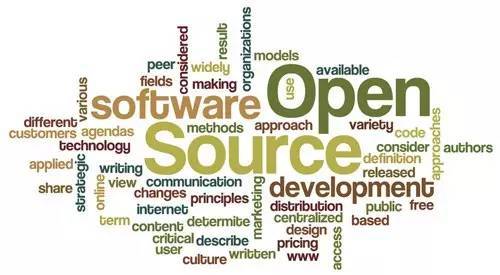 models
considered
result
organizations
peer
widely
fields
making
use
available
various
Open
software
different
customers
agendas
methods
approach
variety
code
approaches
technology
Source
consider
authors
definition
applied
strategic
writing
communication
released
share
online
view
changes
principles
marketing
development
internet
distribution
public
free
term
content
determite
centralized
based
critical
describe
design
access
user
pricing
culture
written
www